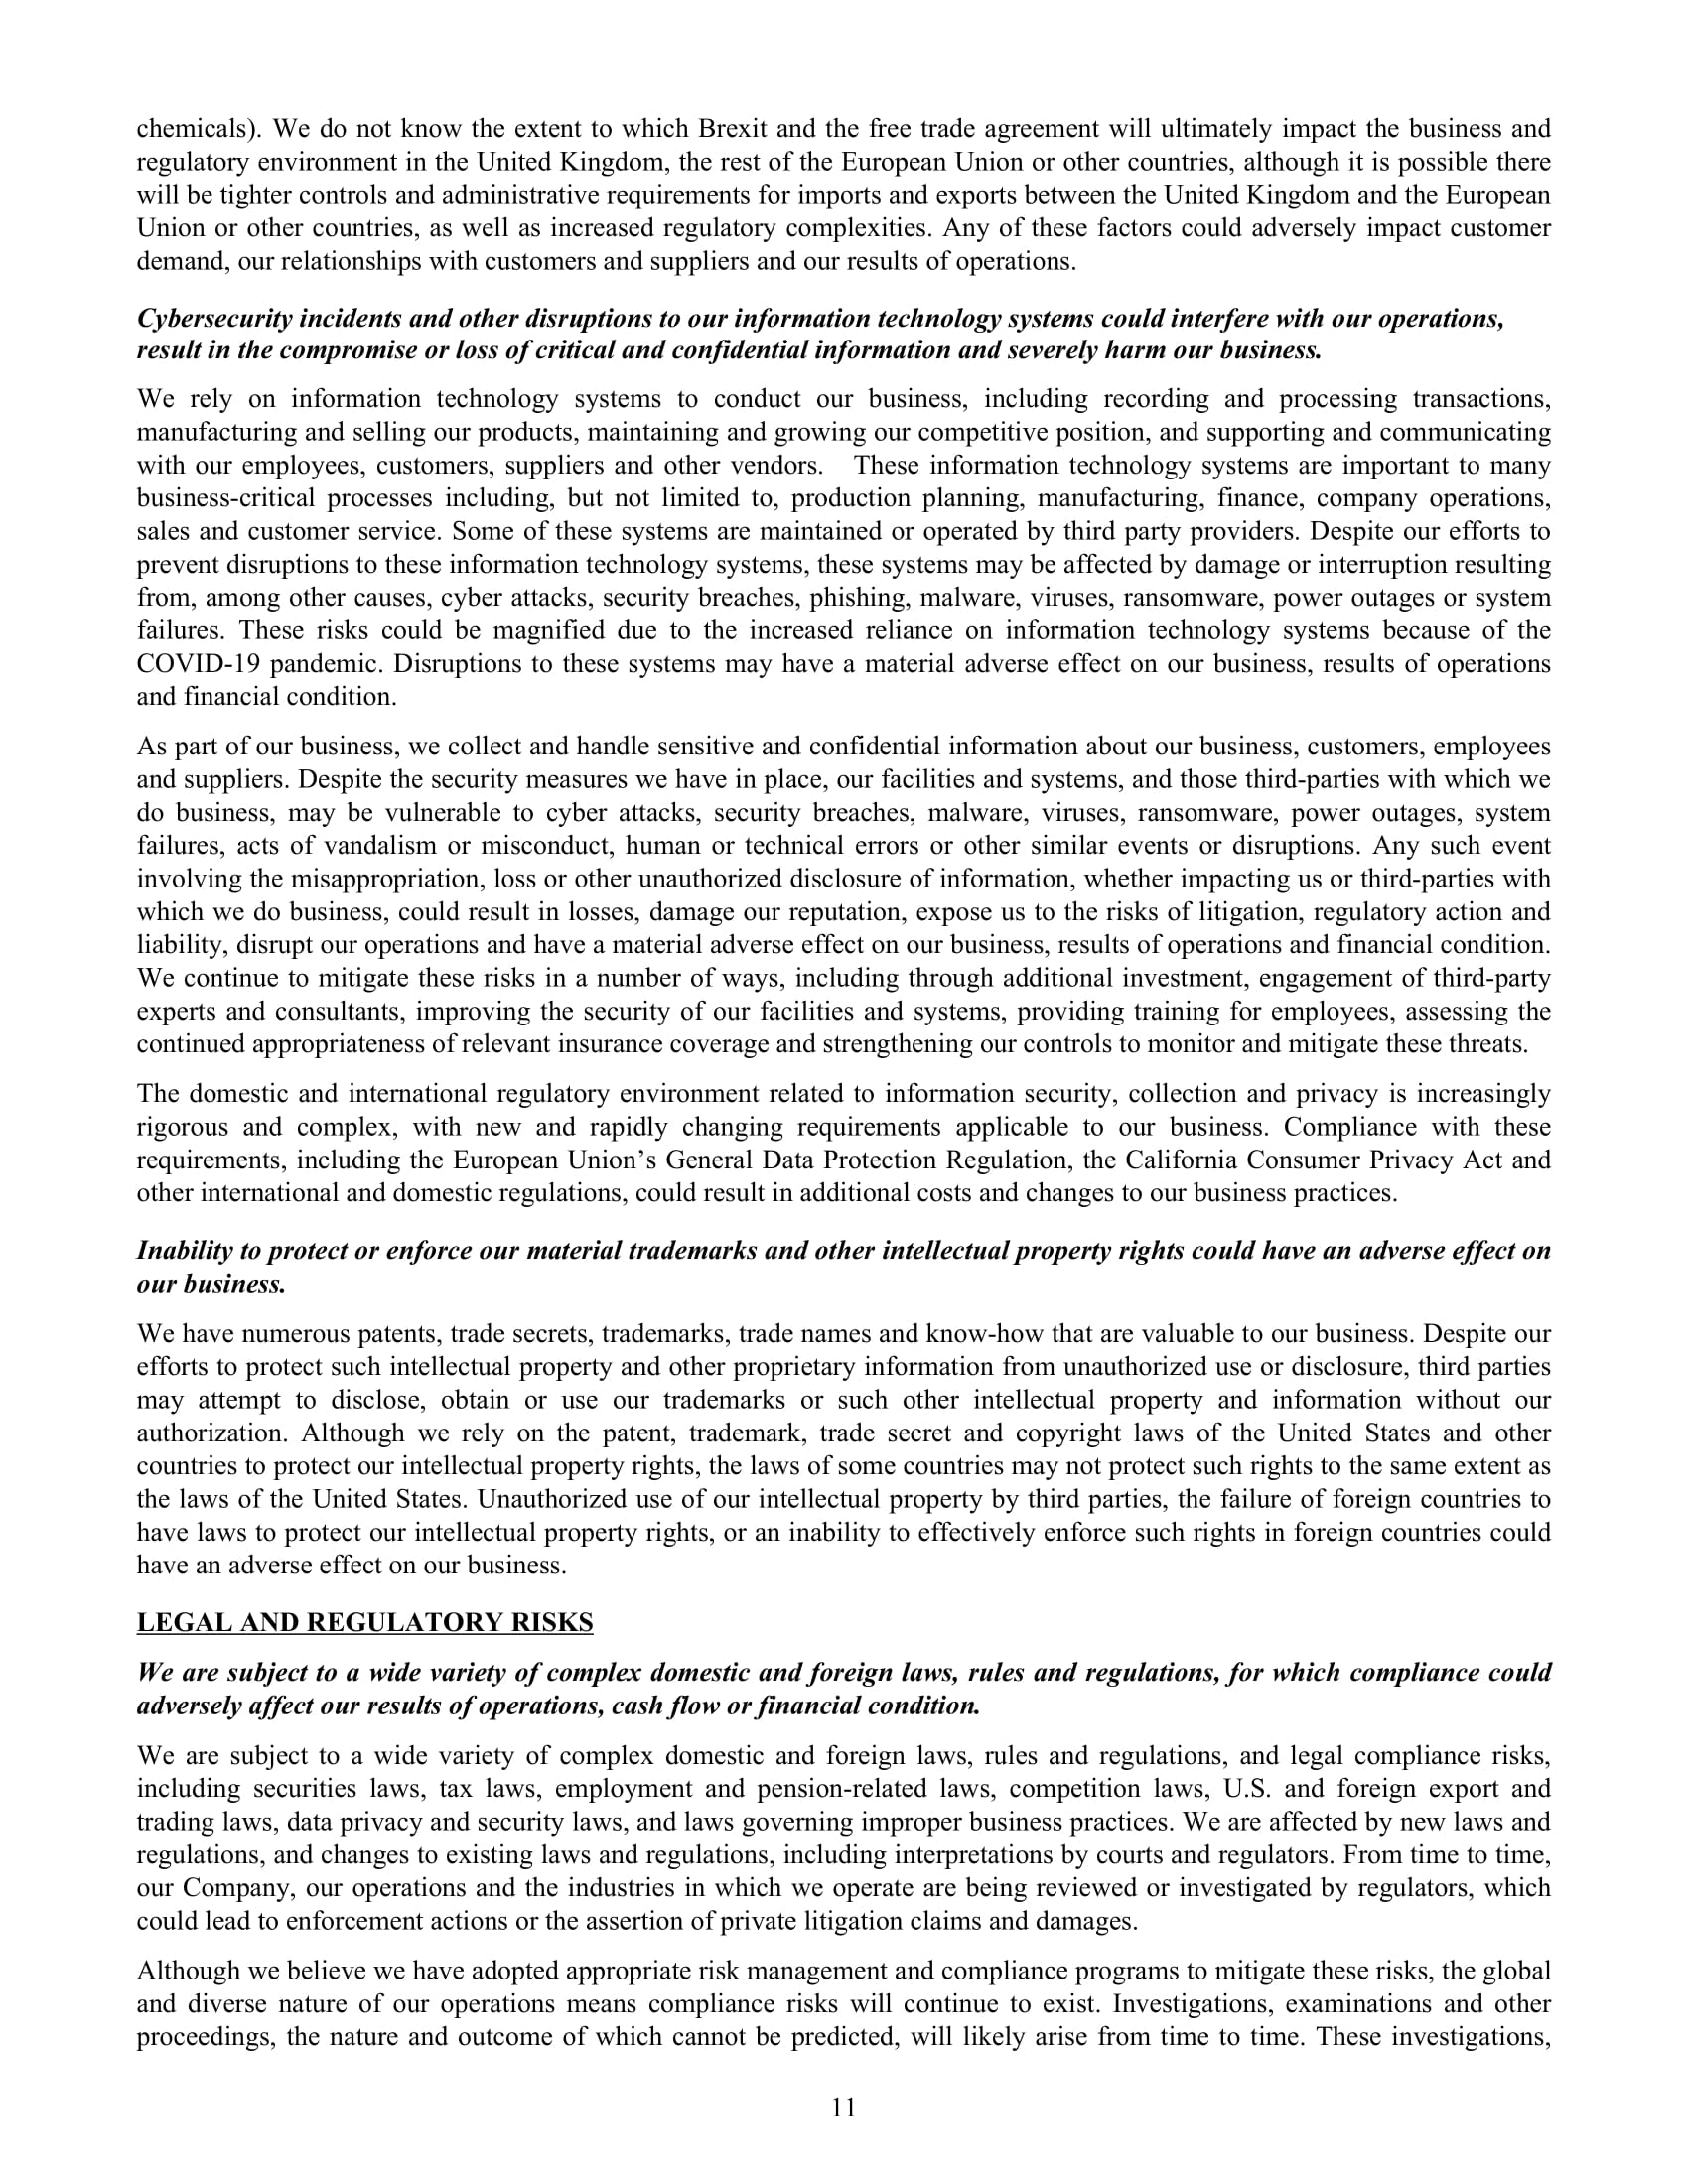 chemicals). We do not know the extent to which Brexit and the free trade agreement will ultimately impact the business and
regulatory environment in the United Kingdom, the rest of the European Union or other countries, although it is possible there
will be tighter controls and administrative requirements for imports and exports between the United Kingdom and the European
Union or other countries, as well as increased regulatory complexities. Any of these factors could adversely impact customer
demand, our relationships with customers and suppliers and our results of operations.
Cybersecurity incidents and other disruptions to our information technology systems could interfere with our operations,
result in the compromise or loss of critical and confidential information and severely harm our business.
We rely on information technology systems to conduct our business, including recording and processing transactions,
manufacturing and selling our products, maintaining and growing our competitive position, and supporting and communicating
with our employees, customers, suppliers and other vendors. These information technology systems are important to many
business-critical processes including, but not limited to, production planning, manufacturing, finance, company operations,
sales and customer service. Some of these systems are maintained or operated by third party providers. Despite our efforts to
prevent disruptions to these information technology systems, these systems may be affected by damage or interruption resulting
from, among other causes, cyber attacks, security breaches, phishing, malware, viruses, ransomware, power outages or system
failures. These risks could be magnified due to the increased reliance on information technology systems because of the
COVID-19 pandemic. Disruptions to these systems may have a material adverse effect on our business, results of operations
and financial condition.
As part of our business, we collect and handle sensitive and confidential information about our business, customers, employees
and suppliers. Despite the security measures we have in place, our facilities and systems, and those third-parties with which we
do business, may be vulnerable to cyber attacks, security breaches, malware, viruses, ransomware, power outages, system
failures, acts of vandalism or misconduct, human or technical errors or other similar events or disruptions. Any such event
involving the misappropriation, loss or other unauthorized disclosure of information, whether impacting us or third-parties with
which we do business, could result in losses, damage our reputation, expose us to the risks of litigation, regulatory action and
liability, disrupt our operations and have a material adverse effect on our business, results of operations and financial condition.
We continue to mitigate these risks in a number of ways, including through additional investment, engagement of third-party
experts and consultants, improving the security of our facilities and systems, providing training for employees, assessing the
continued appropriateness of relevant insurance coverage and strengthening our controls to monitor and mitigate these threats.
The domestic and international regulatory environment related to information security, collection and privacy is increasingly
rigorous and complex, with new and rapidly changing requirements applicable to our business. Compliance with these
requirements, including the European Union’s General Data Protection Regulation, the California Consumer Privacy Act and
other international and domestic regulations, could result in additional costs and changes to our business practices.
Inability to protect or enforce our material trademarks and other intellectual property rights could have an adverse effect on
our business.
We have numerous patents, trade secrets, trademarks, trade names and know-how that are valuable to our business. Despite our
efforts to protect such intellectual property and other proprietary information from unauthorized use or disclosure, third parties
may attempt to disclose, obtain or use our trademarks or such other intellectual property and information without our
authorization. Although we rely on the patent, trademark, trade secret and copyright laws of the United States and other
countries to protect our intellectual property rights, the laws of some countries may not protect such rights to the same extent as
the laws of the United States. Unauthorized use of our intellectual property by third parties, the failure of foreign countries to
have laws to protect our intellectual property rights, or an inability to effectively enforce such rights in foreign countries could
have an adverse effect on our business.
LEGAL AND REGULATORY RISKS
We are subject to a wide variety of complex domestic and foreign laws, rules and regulations, for which compliance could
adversely affect our results of operations, cash flow or financial condition.
We are subject to a wide variety of complex domestic and foreign laws, rules and regulations, and legal compliance risks,
including securities laws, tax laws, employment and pension-related laws, competition laws, U.S. and foreign export and
trading laws, data privacy and security laws, and laws governing improper business practices. We are affected by new laws and
regulations, and changes to existing laws and regulations, including interpretations by courts and regulators. From time to time,
our Company, our operations and the industries in which we operate are being reviewed or investigated by regulators, which
could lead to enforcement actions or the assertion of private litigation claims and damages.
Although we believe we have adopted appropriate risk management and compliance programs to mitigate these risks, the global
and diverse nature of our operations means compliance risks will continue to exist. Investigations, examinations and other
proceedings, the nature and outcome of which cannot be predicted, will likely arise from time to time. These investigations,
11